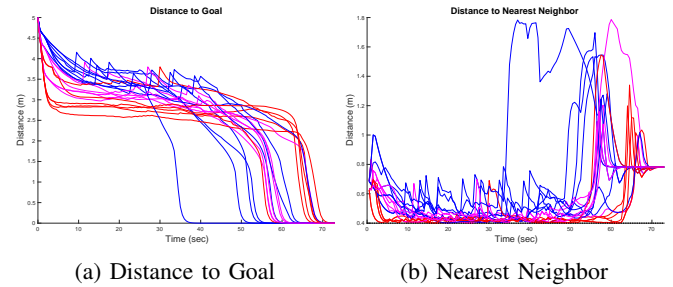 Distance to Goal
Distance (m)
5
4.5
4
3.5
3
2.5
2
1.5
1
0.5
0
0 10 20 30 40 50 60 70
Time (sec)
(a) Distance to Goal
Distance to Nearest Neighbor
Distance (m)
1.8
1.6
1.4
1.2
1
0.8
0.6
0.4
0 10 20 30 40 50 60 70
Time (sec)
(b) Nearest Neighbor